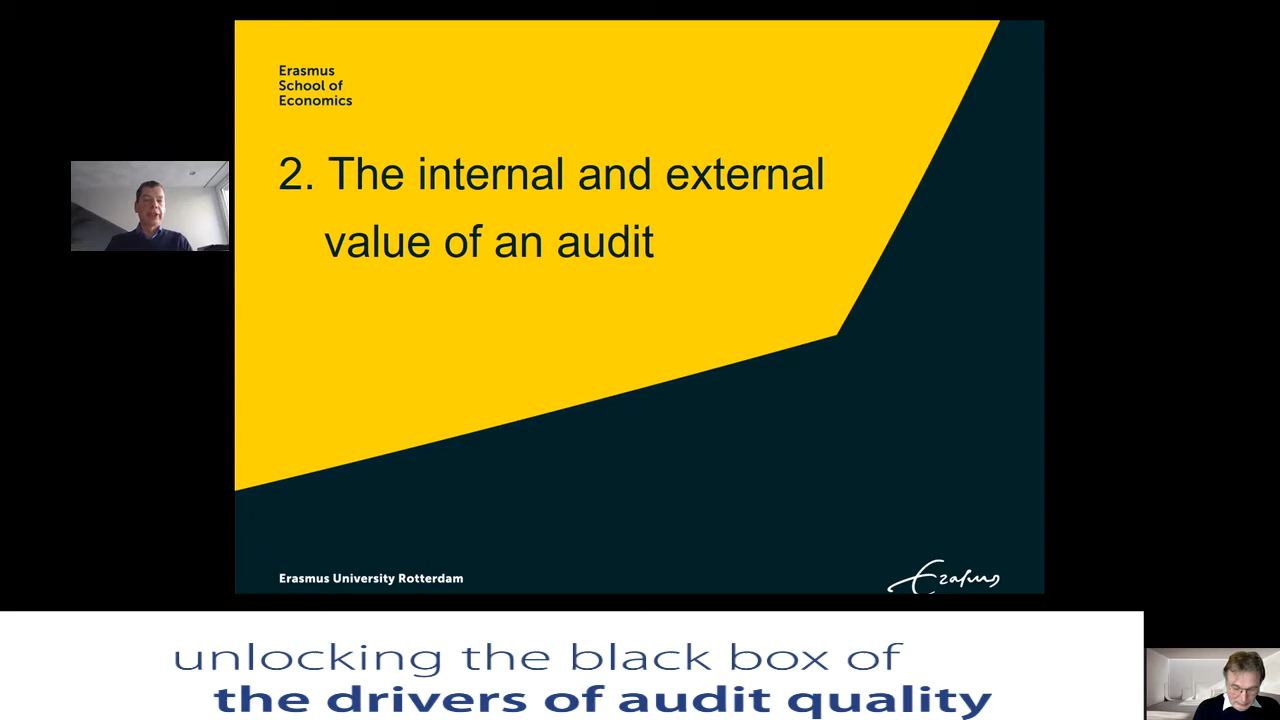 Erasmus
School of
Economics
2. The internal and external
value of an audit
Erasmus University Rotterdam
Erasmus
unlocking the black box of
the drivers of audit quality